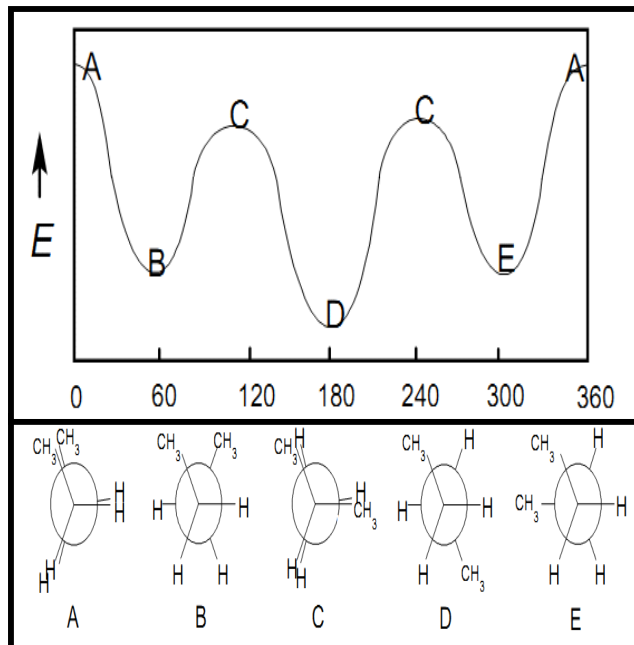 A A
C C
E
B E
D
0 60 120 180 240 300 360
CH3 CH3 H H H H H
CH3 CH3 H CH3 H H CH3 H
H H CH3 H
H H H CH3 H H CH3 H
H H H H H H H CH3 H H
A B C D E